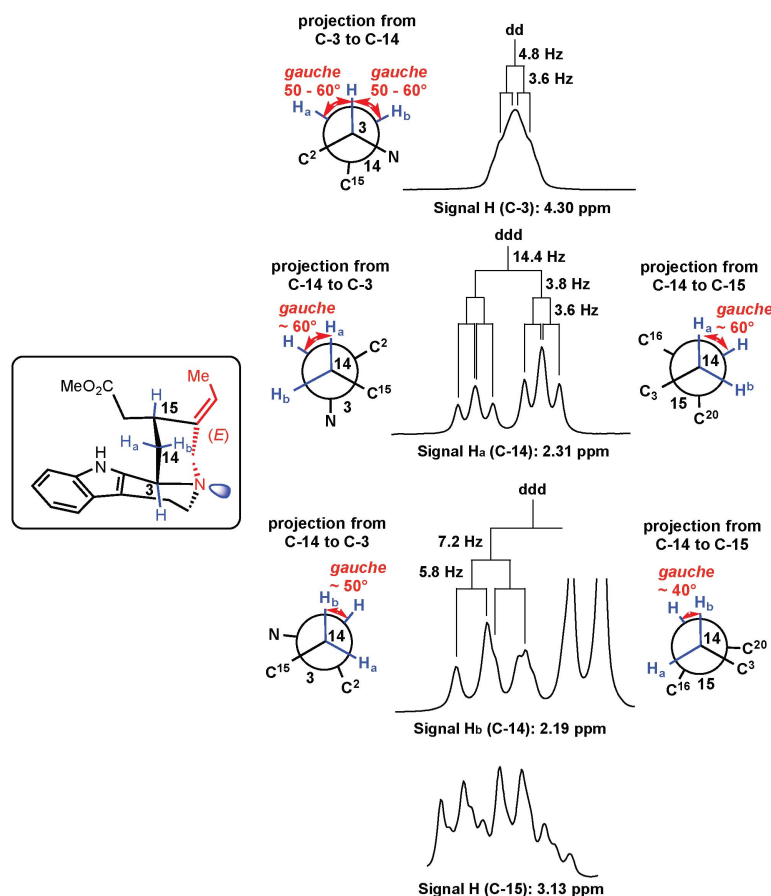 projection from
C-3 to C-14
gauche
50 - 60°
H
gauche
50 - 60°
Ha
Hb
3
C2
N
14
C15
dd
4.8 Hz
3.6 Hz
Signal H (C-3): 4.30 ppm
projection from
C-14 to C-3
gauche
~ 60°
Ha
H
C2
14
Hb
C15
3
N
ddd
14.4 Hz
3.8 Hz
3.6 Hz
Signal Ha (C-14): 2.31 ppm
projection from
C-14 to C-15
gauche
~ 60°
Ha
C16
H
14
C3
Hb
15
C20
Me
MeO2C
H
15
(E)
Ha
Hb
14
H
N
3
N
H
projection from
C-14 to C-3
gauche
~ 50°
Hb
H
N
14
C15
Ha
3
C2
ddd
7.2 Hz
5.8 Hz
Signal Hb (C-14): 2.19 ppm
projection from
C-14 to C-15
gauche
~ 40°
H
Hb
14
C20
C3
Ha
C16
15
Signal H (C-15): 3.13 ppm